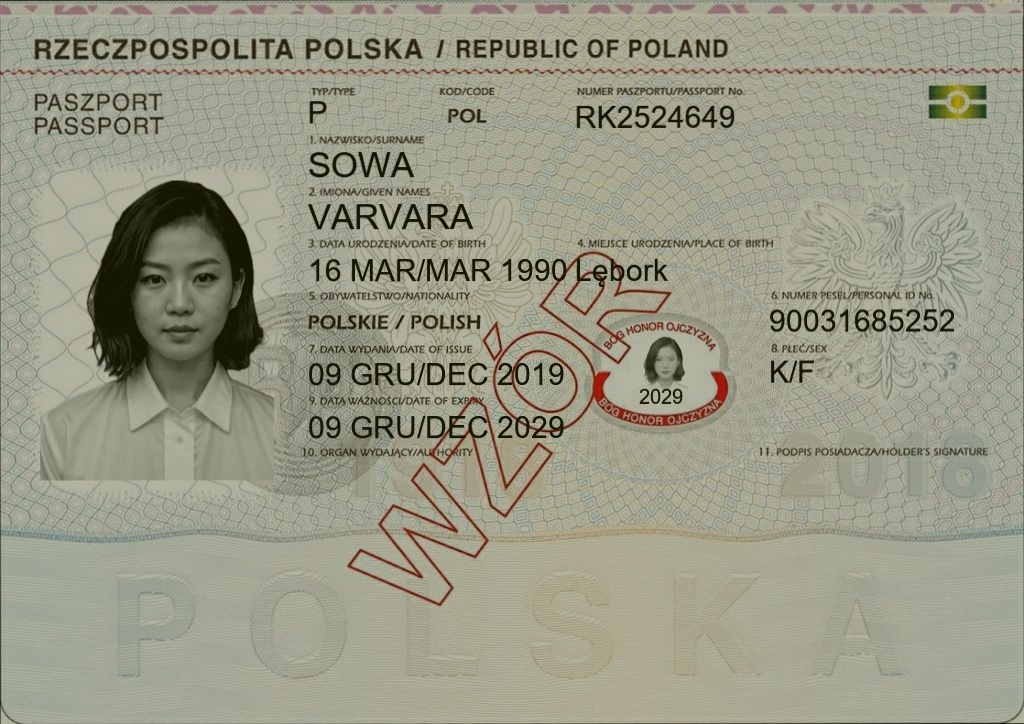 RZECZPOSPOLITA POLSKA / REPUBLIC OF POLAND
PASZPORT
PASSPORT
TYP/TYPE
P
KOD/CODE
POL
NUMER PASZPORTU/PASSPORT No.
RK2524649
1. NAZWISKO/SURNAME
SOWA
2. IMIONA/GIVEN NAMES
VARVARA
3. DATA URODZENIA/DATE OF BIRTH
16 MAR/MAR 1990
4. MIEJSCE URODZENIA/PLACE OF BIRTH
Lębork
5. OBYWATELSTWO/NATIONALITY
POLSKIE / POLISH
6. NUMER PESEL/PERSONAL ID No.
90031685252
7. DATA WYDANIA/DATE OF ISSUE
09 GRU/DEC 2019
8. PŁEĆ/SEX
K/F
9. DATA WAŻNOŚCI/DATE OF EXPIRY
09 GRU/DEC 2029
10. ORGAN WYDAJĄCY/AUTHORITY
11. PODPIS POSIADACZA/HOLDER'S SIGNATURE
BÓG HONOR OJCZYZNA
2029
BÓG HONOR OJCZYZNA
WZÓR
2018
POLSKA